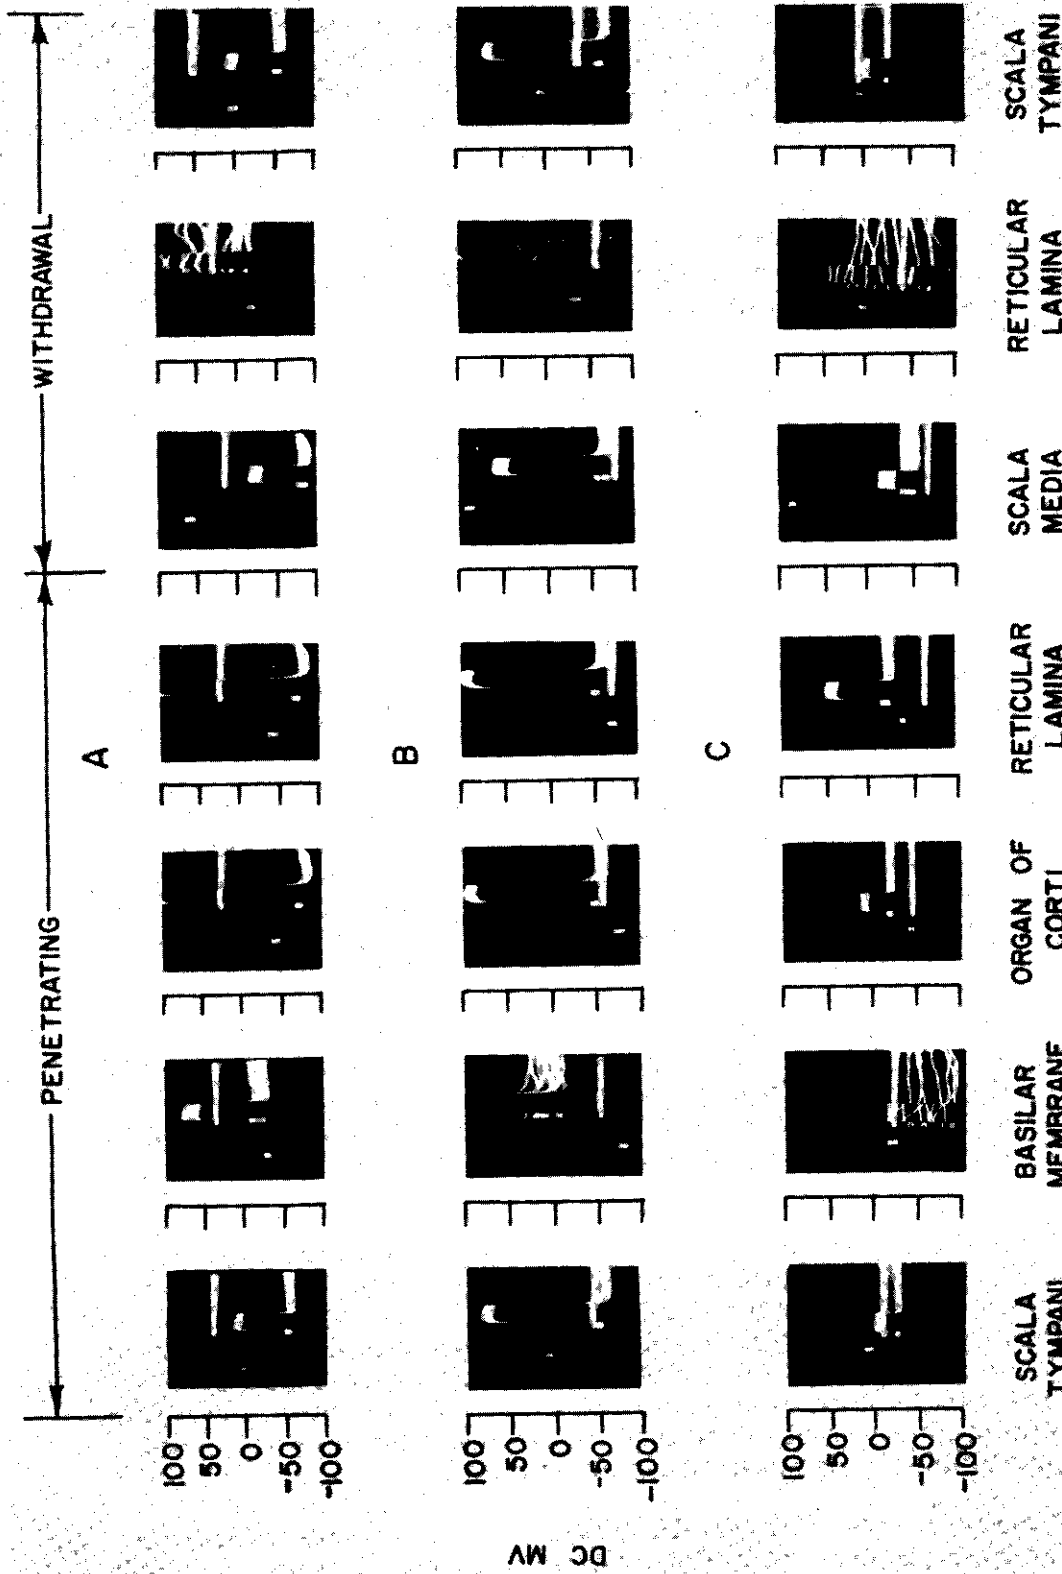 PENETRATING
WITHDRAWAL
A
100
50
0
-50
-100
B
100
50
0
-50
-100
C
100
50
0
-50
-100
DC MV
SCALA
TYMPANI
BASILAR
MEMBRANE
ORGAN OF
CORTI
RETICULAR
LAMINA
SCALA
MEDIA
RETICULAR
LAMINA
SCALA
TYMPANI